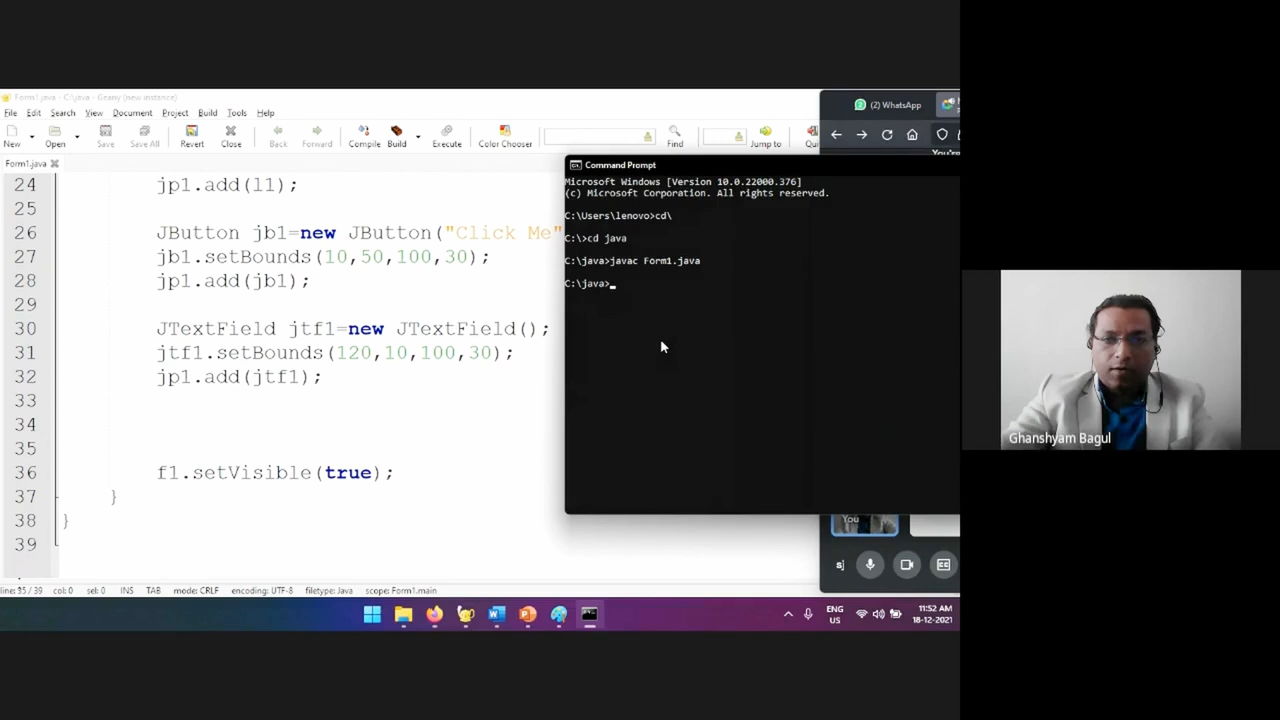 Form1.java - C:\java - Geany (new instance)
File Edit Search View Document Project Build Tools Help
New Open Save Save All Revert Close Back Forward Compile Build Execute Color Chooser Find Jump to
Form1.java
24 jp1.add(l1);
25
26 JButton jb1=new JButton("Click Me"
27 jb1.setBounds(10,50,100,30);
28 jp1.add(jb1);
29
30 JTextField jtf1=new JTextField();
31 jtf1.setBounds(120,10,100,30);
32 jp1.add(jtf1);
33
34
35
36 f1.setVisible(true);
37 }
38 }
39
line: 35 / 39 col: 0 sel: 0 INS TAB mode: CRLF encoding: UTF-8 filetype: Java scope: Form1.main
(2) WhatsApp
Command Prompt
Microsoft Windows [Version 10.0.22000.376]
(c) Microsoft Corporation. All rights reserved.
C:\Users\lenovo>cd\
C:\>cd java
C:\java>javac Form1.java
C:\java>
You
ENG
US
11:52 AM
18-12-2021
Ghanshyam Bagul